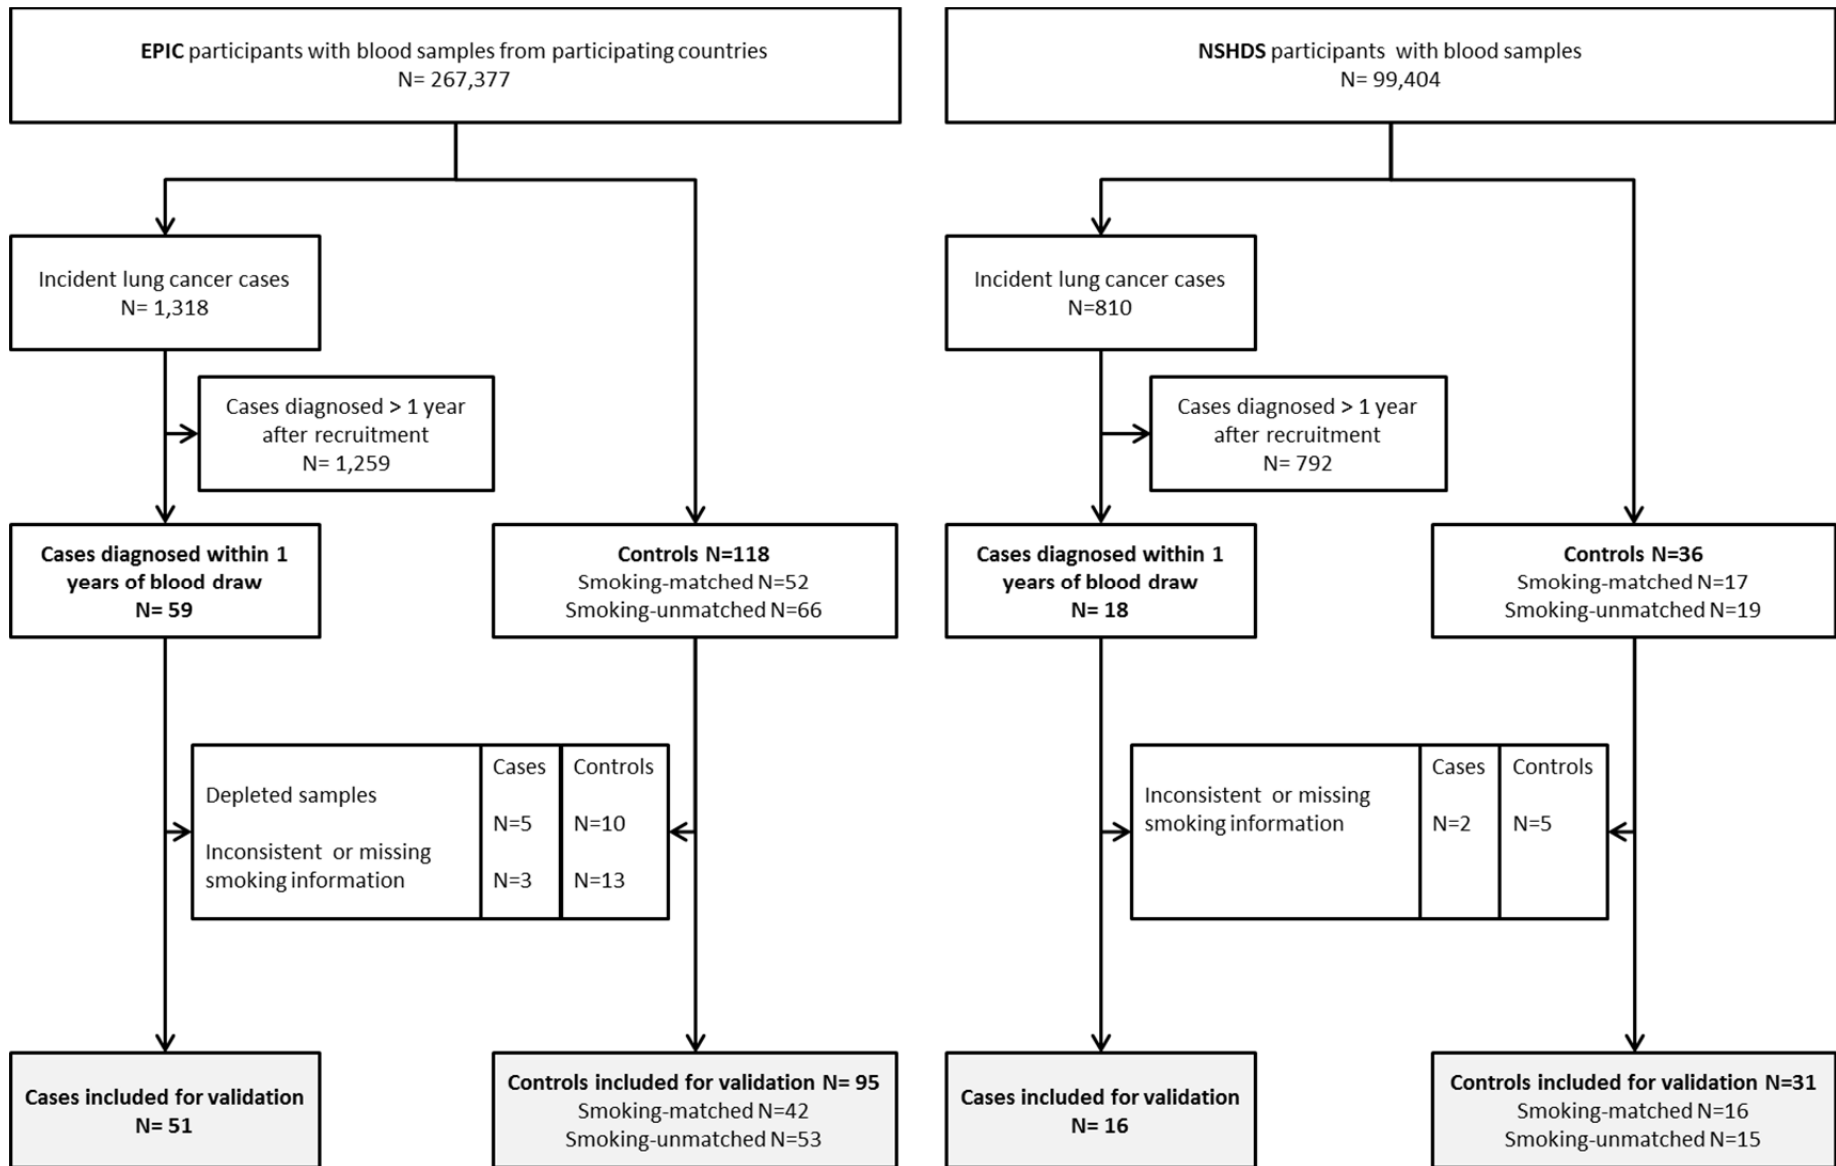 EPIC participants with blood samples from participating countries
N= 267,377
Incident lung cancer cases
N= 1,318
Cases diagnosed > 1 year
after recruitment
N= 1,259
Cases diagnosed within 1
years of blood draw
N= 59
Controls N=118
Smoking-matched N=52
Smoking-unmatched N=66
Cases Controls
Depleted samples
N=5 N=10
Inconsistent or missing
smoking information N=3 N=13
Cases included for validation
N= 51
Controls included for validation N= 95
Smoking-matched N=42
Smoking-unmatched N=53
NSHDS participants with blood samples
N= 99,404
Incident lung cancer cases
N=810
Cases diagnosed > 1 year
after recruitment
N= 792
Cases diagnosed within 1
years of blood draw
N= 18
Controls N=36
Smoking-matched N=17
Smoking-unmatched N=19
Cases Controls
Inconsistent or missing
smoking information N=2 N=5
Cases included for validation
N= 16
Controls included for validation N=31
Smoking-matched N=16
Smoking-unmatched N=15